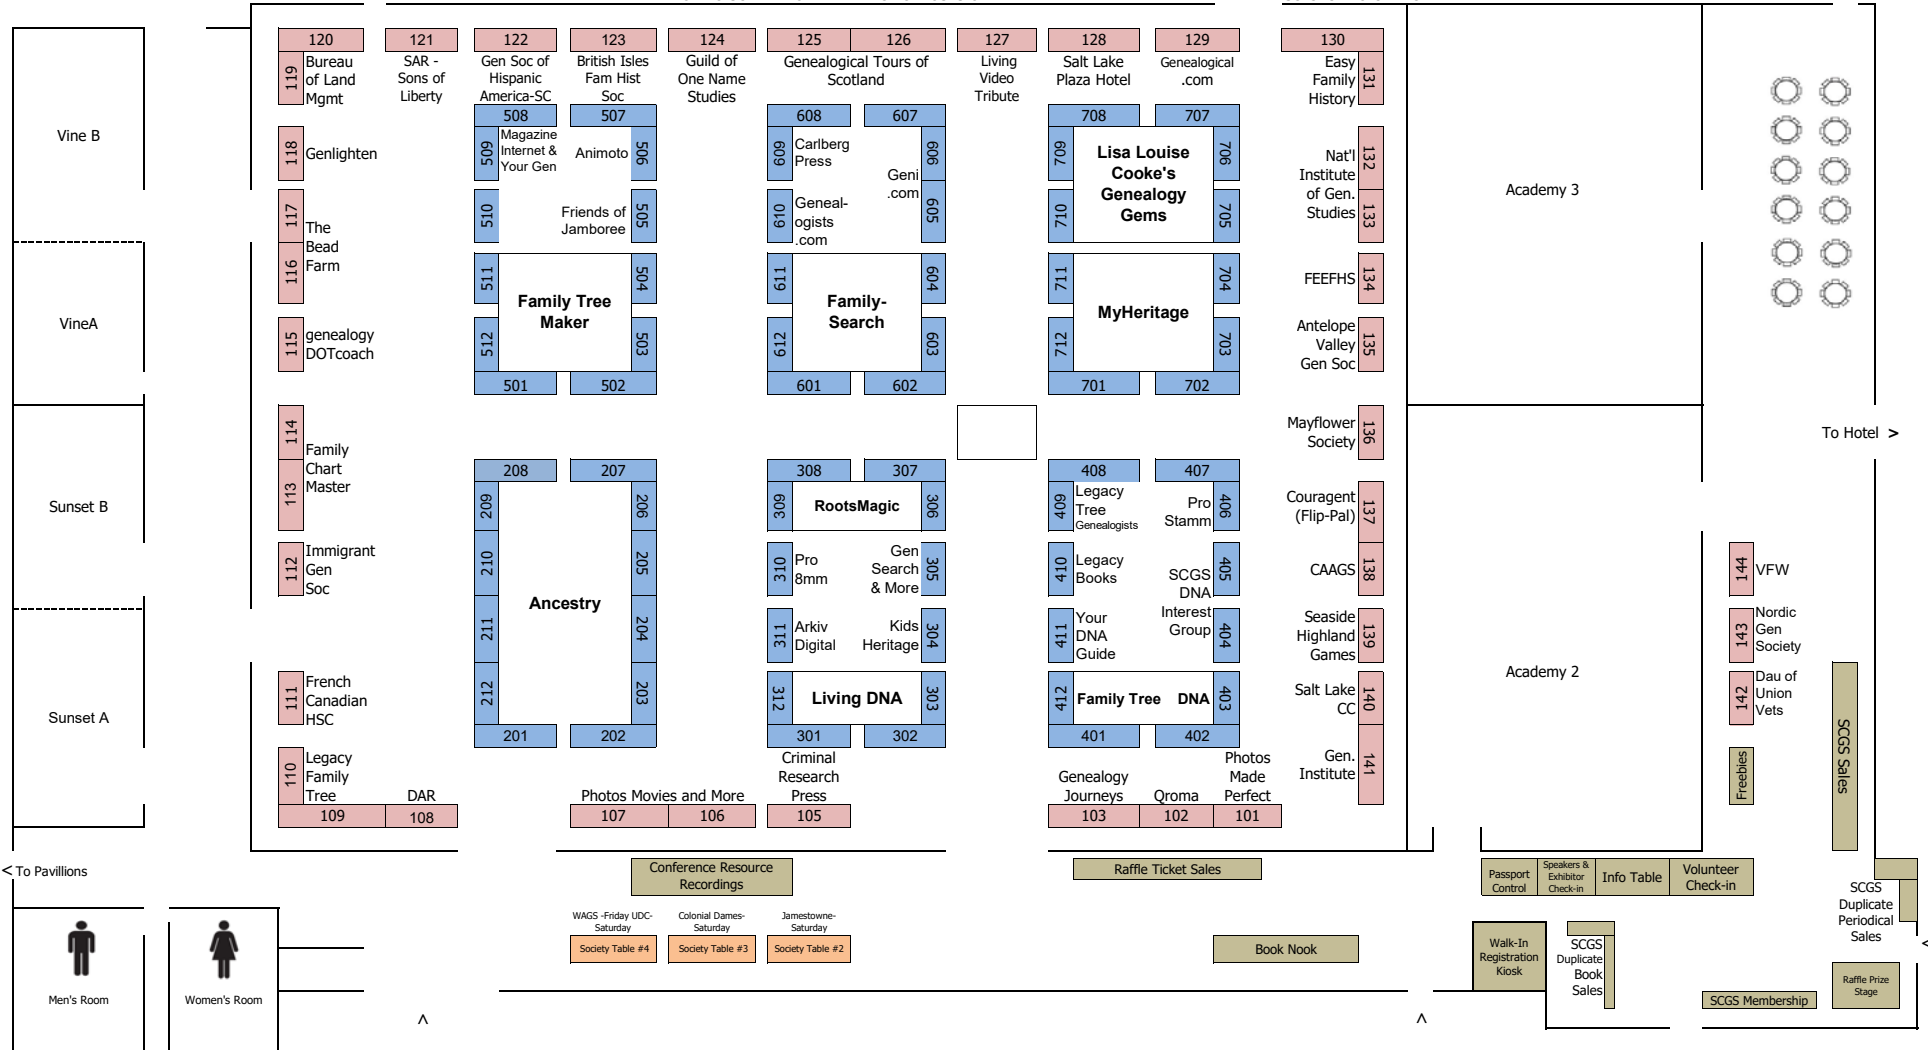 120
121
122
123
124
125
126
127
128
129
130
119
Bureau
of Land
Mgmt
SAR -
Sons of
Liberty
Gen Soc of
Hispanic
America-SC
British Isles
Fam Hist
Soc
Guild of
One Name
Studies
Genealogical Tours of
Scotland
Living
Video
Tribute
Salt Lake
Plaza Hotel
Genealogical
.com
Easy
Family
History
131
Vine B
118
Genlighten
508
507
509
Magazine
Internet &
Your Gen
Animoto
506
510
Friends of
Jamboree
505
608
607
609
Carlberg
Press
606
Geni
.com
610
Geneal-
ogists
.com
605
708
707
709
Lisa Louise
Cooke's
Genealogy
Gems
706
710
705
132
Nat'l
Institute
of Gen.
Studies
133
Academy 3
117
The
Bead
Farm
116
VineA
511
Family Tree
Maker
504
512
503
501
502
611
Family-
Search
604
612
603
601
602
711
MyHeritage
704
712
703
701
702
FEEFHS
134
115
genealogy
DOTcoach
Antelope
Valley
Gen Soc
135
114
Family
Chart
Master
113
Mayflower
Society
136
To Hotel >
Sunset B
208
207
209
206
210
205
Ancestry
211
204
212
203
201
202
308
307
309
RootsMagic
306
310
Pro
8mm
Gen
Search
& More
305
311
Arkiv
Digital
Kids
Heritage
304
312
Living DNA
303
301
302
408
407
409
Legacy
Tree
Genealogists
Pro
Stamm
406
410
Legacy
Books
405
SCGS
DNA
Interest
Group
411
Your
DNA
Guide
404
412
Family Tree DNA
403
401
402
Couragent
(Flip-Pal)
137
112
Immigrant
Gen
Soc
CAAGS
138
Seaside
Highland
Games
139
Academy 2
144
VFW
143
Nordic
Gen
Society
142
Dau of
Union
Vets
Sunset A
111
French
Canadian
HSC
Salt Lake
CC
140
Gen.
Institute
141
Freebies
SCGS Sales
110
Legacy
Family
Tree
109
DAR
108
Photos Movies and More
107
106
Criminal
Research
Press
105
Genealogy
Journeys
103
Qroma
102
Photos
Made
Perfect
101
< To Pavillions
Conference Resource
Recordings
Raffle Ticket Sales
Passport
Control
Speakers &
Exhibitor
Check-in
Info Table
Volunteer
Check-in
SCGS
Duplicate
Periodical
Sales
<
WAGS -Friday UDC-
Saturday
Society Table #4
Colonial Dames-
Saturday
Society Table #3
Jamestowne-
Saturday
Society Table #2
Book Nook
Walk-In
Registration
Kiosk
SCGS
Duplicate
Book
Sales
Raffle Prize
Stage
SCGS Membership
Men's Room
Women's Room
^
^